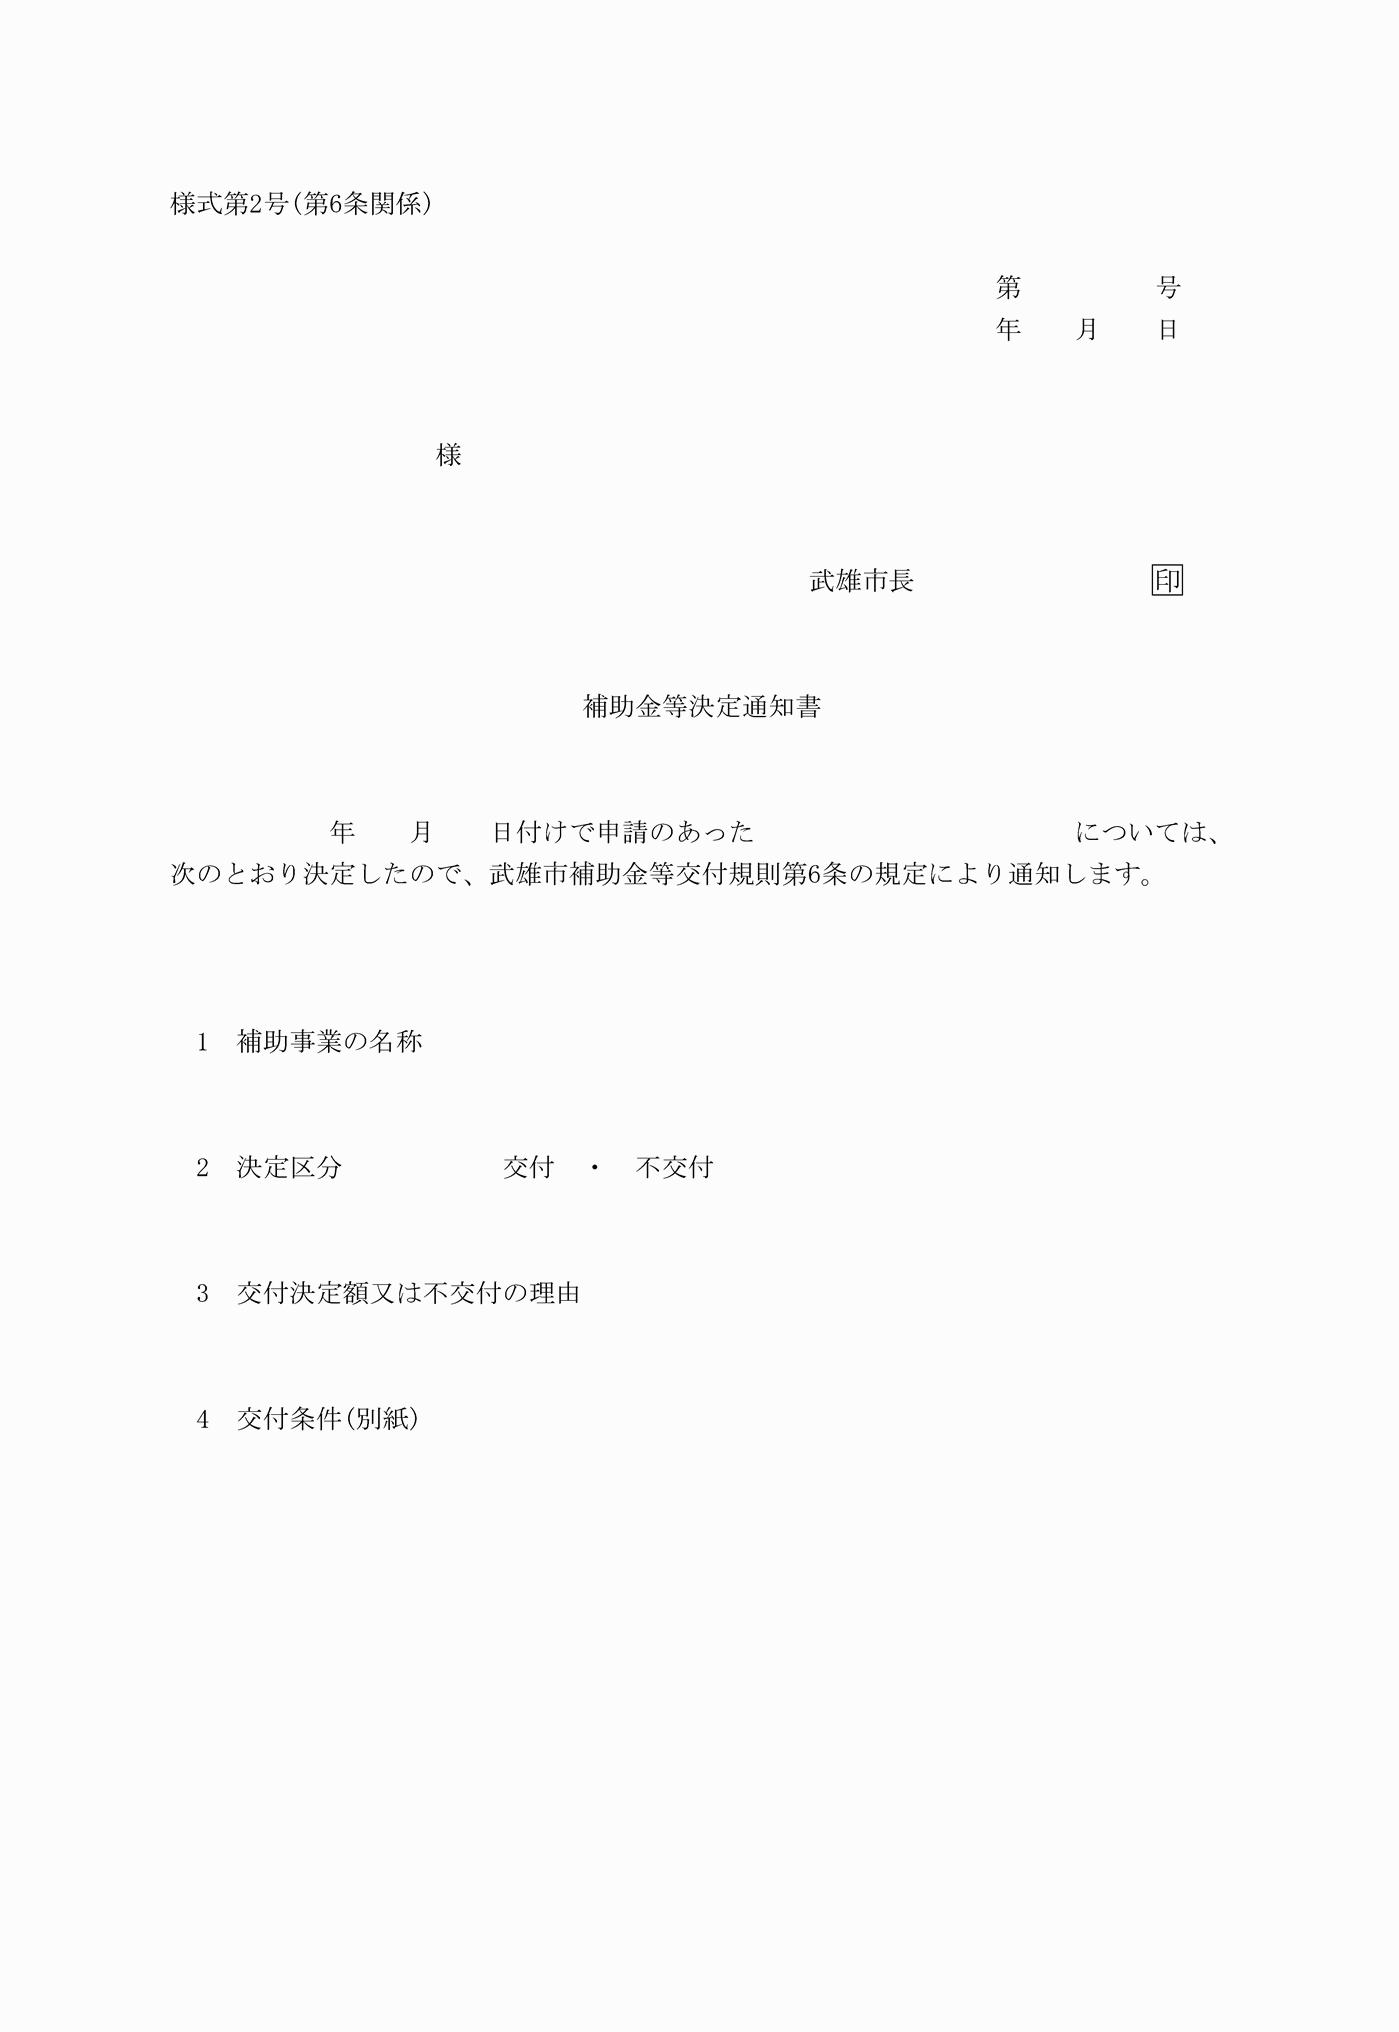 様式第2号(第6条関係)
第　　　　　号
年　　月　　日
様
武雄市長　　　　　　　　　印
補助金等決定通知書
年　　月　　日付けで申請のあった　　　　　　　　　　　　については、
次のとおり決定したので、武雄市補助金等交付規則第6条の規定により通知します。
1　補助事業の名称
2　決定区分　　　　　　交付　・　不交付
3　交付決定額又は不交付の理由
4　交付条件(別紙)